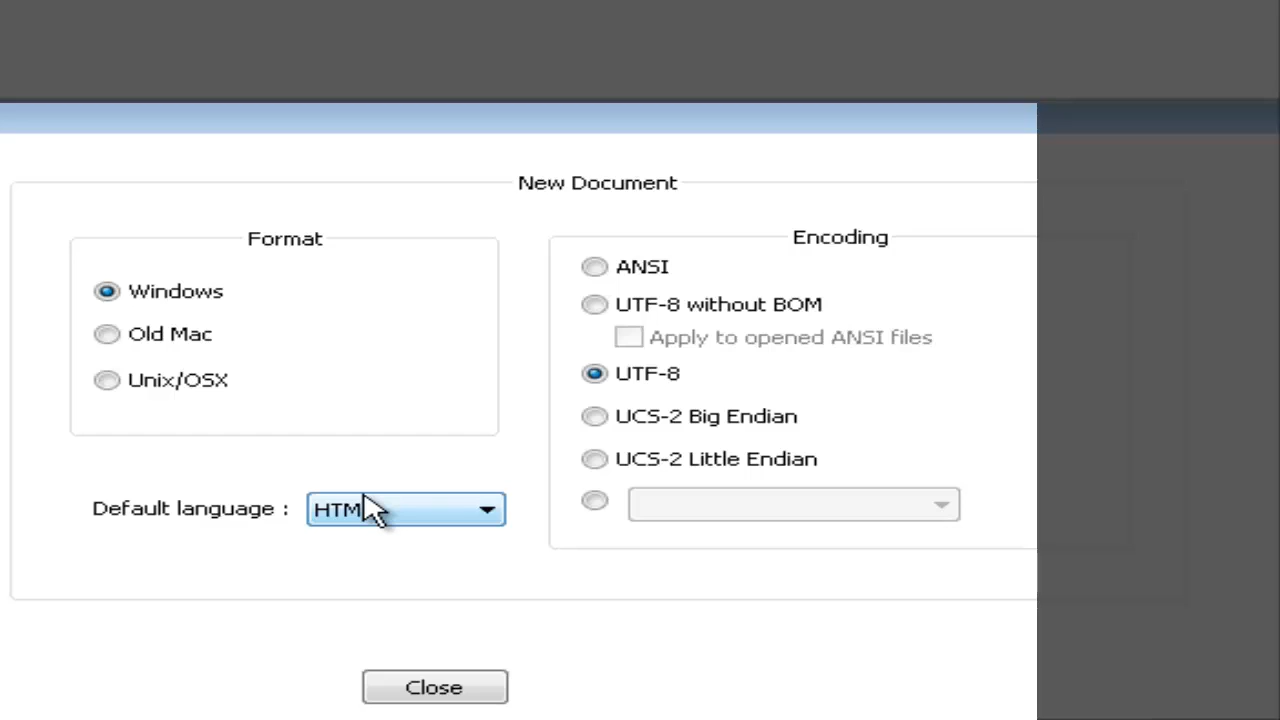 New Document
Format
Windows
Old Mac
Unix/OSX
Default language :
Encoding
ANSI
UTF-8 without BOM
Apply to opened ANSI files
UTF-8
UCS-2 Big Endian
UCS-2 Little Endian
HTM
Close